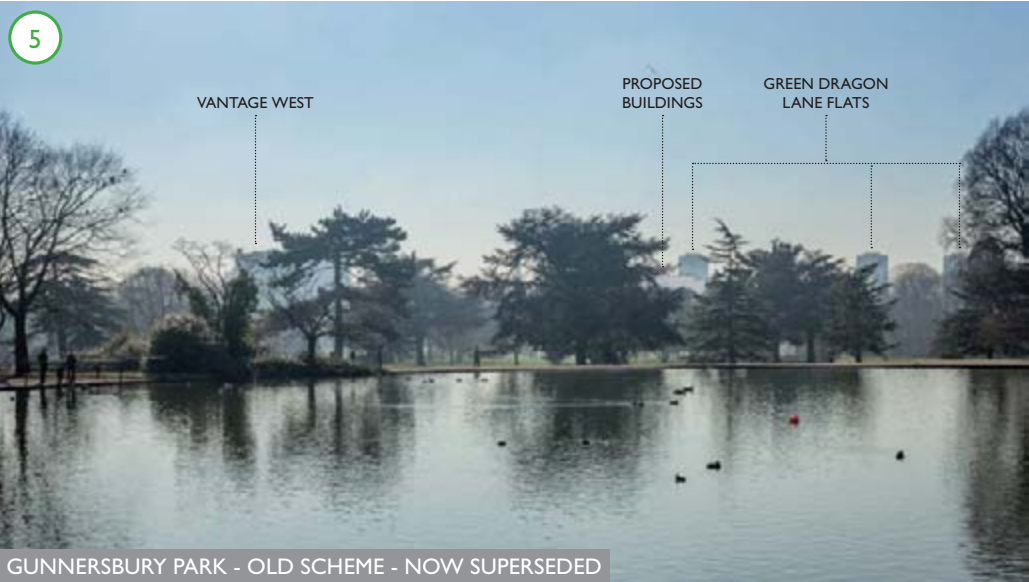 5
VANTAGE WEST
PROPOSED
BUILDINGS
GREEN DRAGON
LANE FLATS
GUNNERSBURY PARK - OLD SCHEME - NOW SUPERSEDED